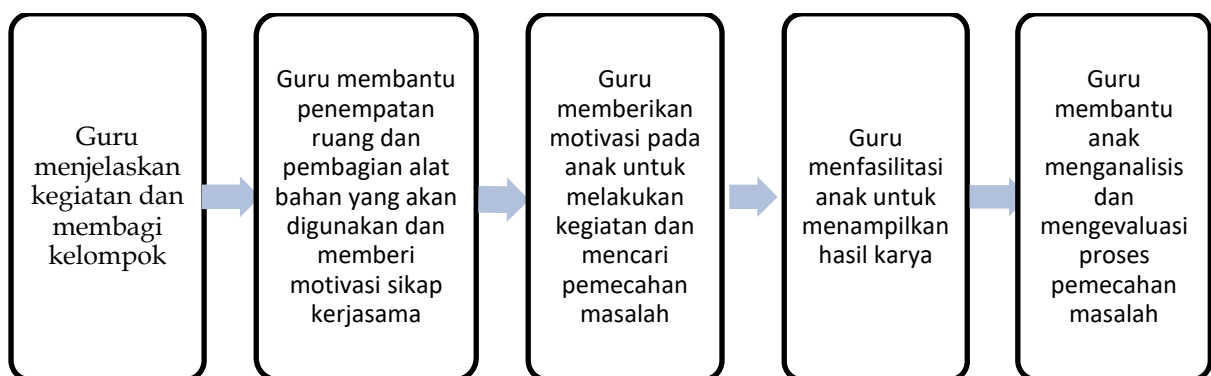 Guru
menjelaskan
kegiatan dan
membagi
kelompok
Guru membantu
penempatan
ruang dan
pembagian alat
bahan yang akan
digunakan dan
memberi
motivasi sikap
kerjasama
Guru
memberikan
motivasi pada
anak untuk
melakukan
kegiatan dan
mencari
pemecahan
masalah
Guru
menfasilitasi
anak untuk
menampilkan
hasil karya
Guru
membantu
anak
menganalisis
dan
mengevaluasi
proses
pemecahan
masalah